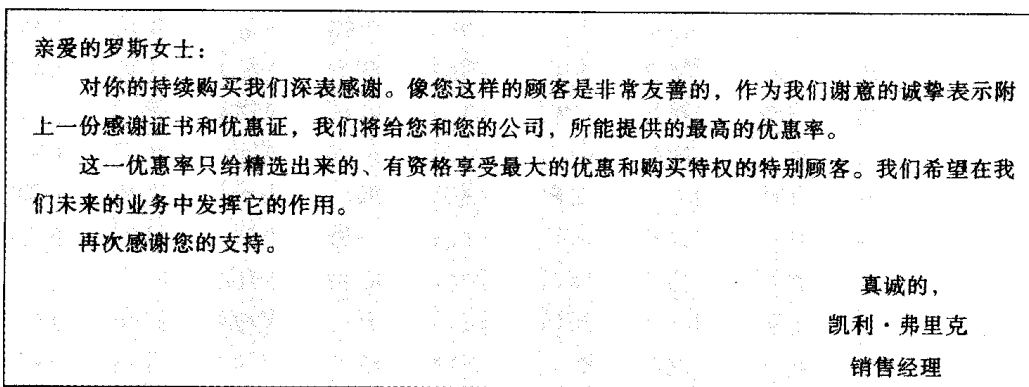 亲爱的罗斯女士：
对你的持续购买我们深表感谢。像您这样的顾客是非常友善的，作为我们谢意的诚挚表示附
上一份感谢证书和优惠证，我们将给您和您的公司，所能提供的最高的优惠率。
这一优惠率只给精选出来的、有资格享受最大的优惠和购买特权的特别顾客。我们希望在我
们未来的业务中发挥它的作用。
再次感谢您的支持。
真诚的，
凯利·弗里克
销售经理